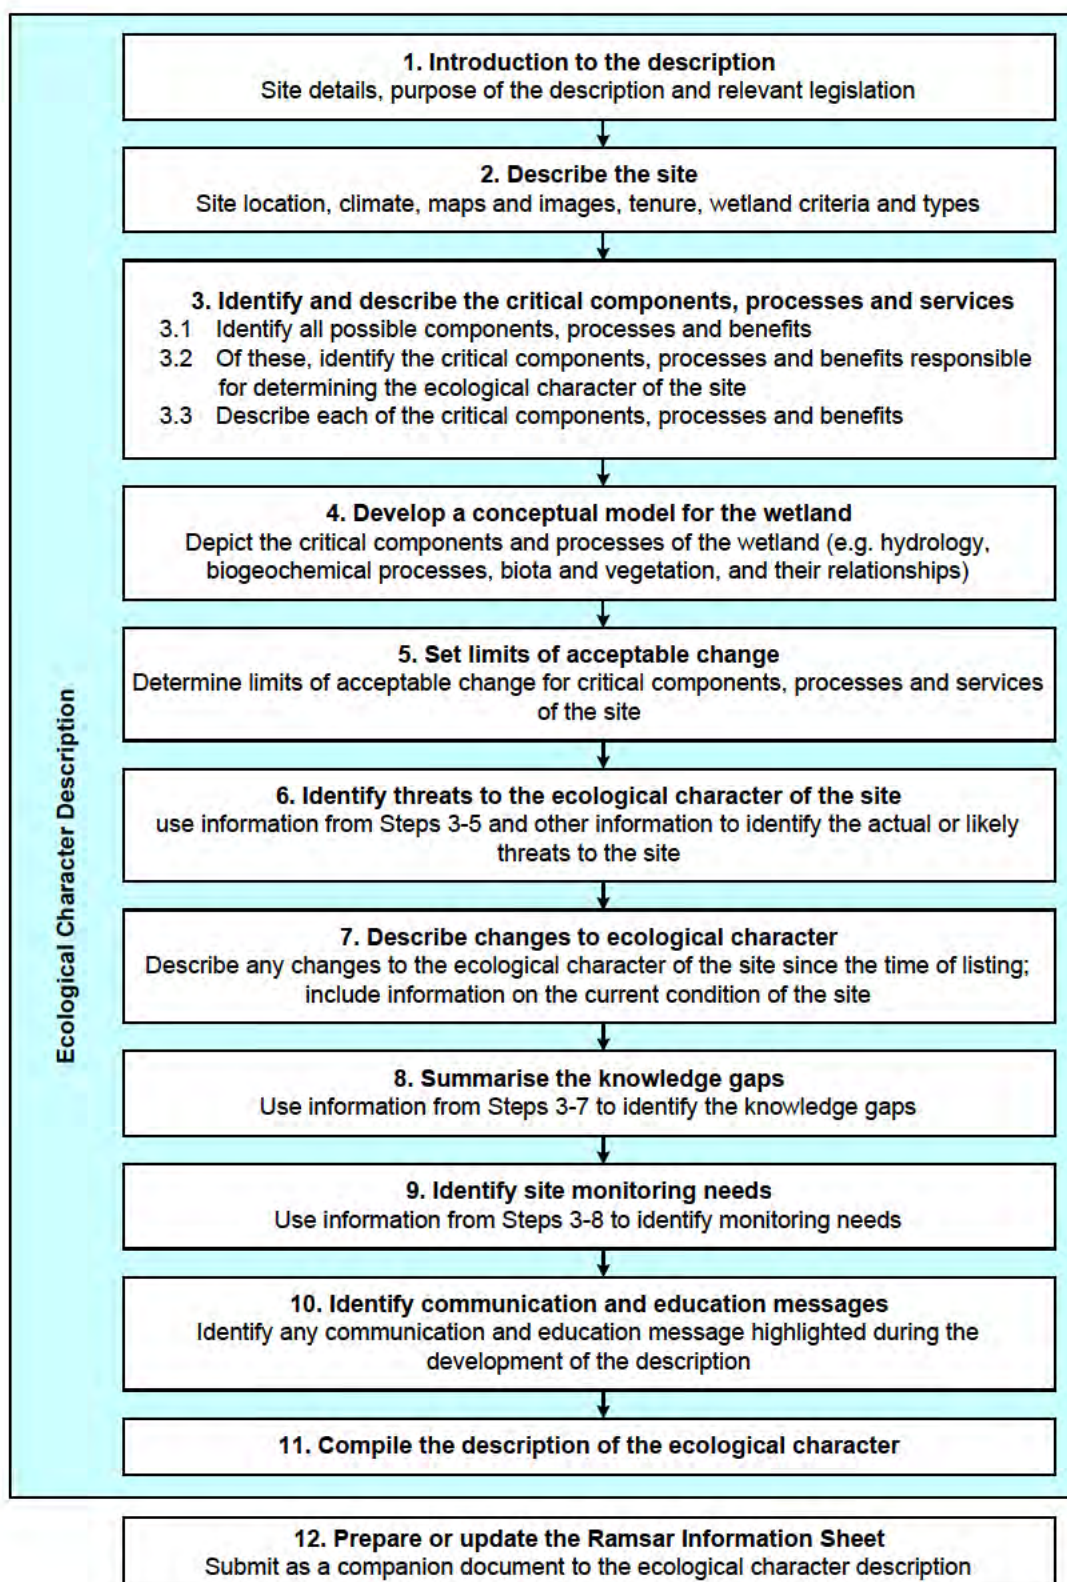 Ecological Character Description
1. Introduction to the description
Site details, purpose of the description and relevant legislation
2. Describe the site
Site location, climate, maps and images, tenure, wetland criteria and types
3. Identify and describe the critical components, processes and services
3.1 Identify all possible components, processes and benefits
3.2 Of these, identify the critical components, processes and benefits responsible
for determining the ecological character of the site
3.3 Describe each of the critical components, processes and benefits
4. Develop a conceptual model for the wetland
Depict the critical components and processes of the wetland (e.g. hydrology,
biogeochemical processes, biota and vegetation, and their relationships)
5. Set limits of acceptable change
Determine limits of acceptable change for critical components, processes and services
of the site
6. Identify threats to the ecological character of the site
use information from Steps 3-5 and other information to identify the actual or likely
threats to the site
7. Describe changes to ecological character
Describe any changes to the ecological character of the site since the time of listing;
include information on the current condition of the site
8. Summarise the knowledge gaps
Use information from Steps 3-7 to identify the knowledge gaps
9. Identify site monitoring needs
Use information from Steps 3-8 to identify monitoring needs
10. Identify communication and education messages
Identify any communication and education message highlighted during the
development of the description
11. Compile the description of the ecological character
12. Prepare or update the Ramsar Information Sheet
Submit as a companion document to the ecological character description